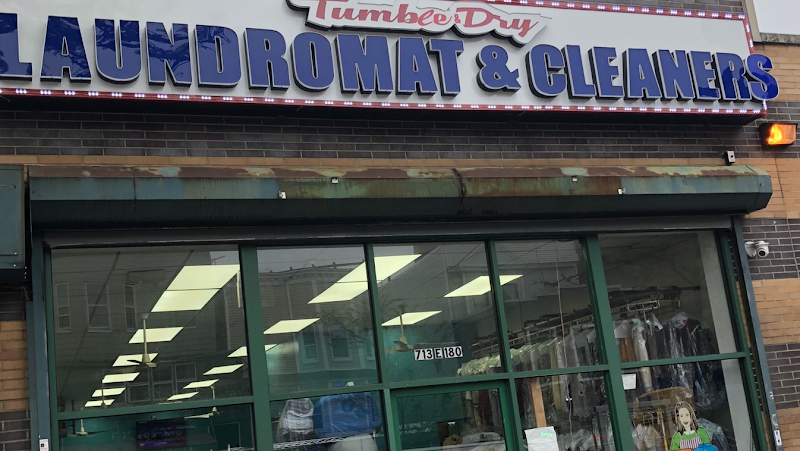 Tumble & Dry
LAUNDROMAT & CLEANERS
713 E 180